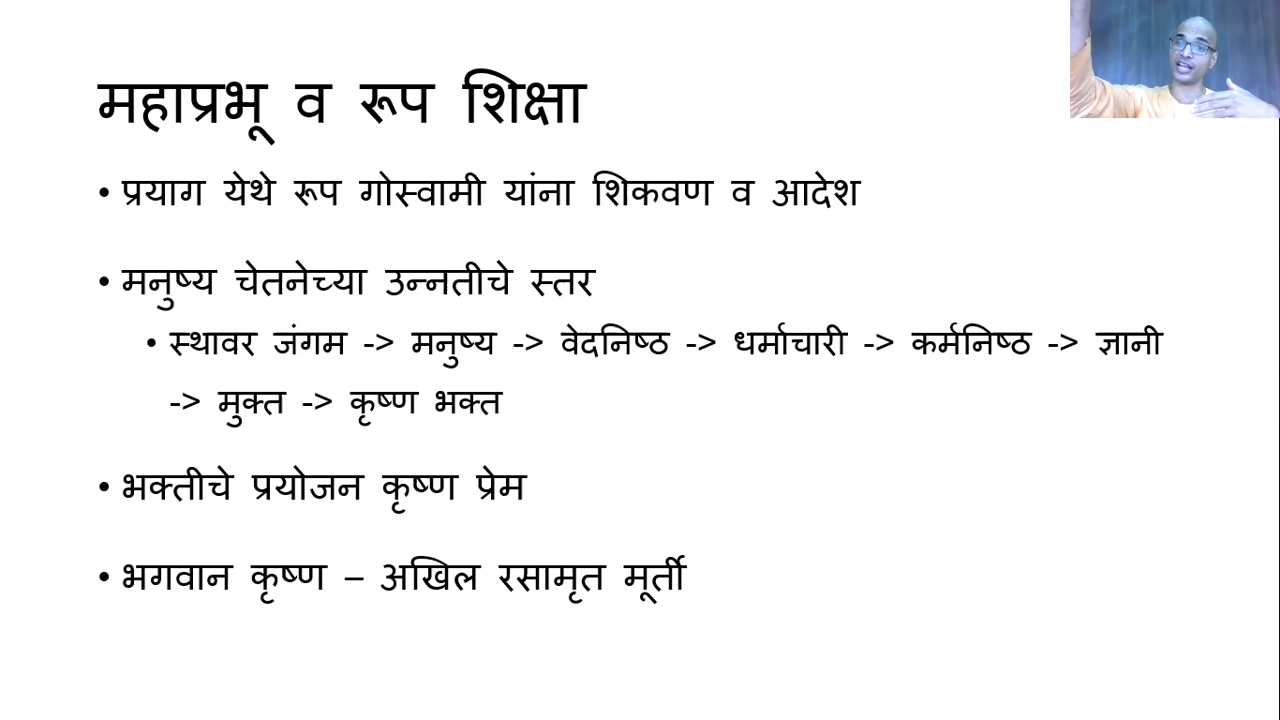 महाप्रभू व रूप शिक्षा
• प्रयाग येथे रूप गोस्वामी यांना शिकवण व आदेश
• मनुष्य चेतनेच्या उन्नतीचे स्तर
• स्थावर जंगम -> मनुष्य -> वेदनिष्ठ -> धर्माचारी -> कर्मनिष्ठ -> ज्ञानी
-> मुक्त -> कृष्ण भक्त
• भक्तीचे प्रयोजन कृष्ण प्रेम
• भगवान कृष्ण – अखिल रसामृत मूर्ती